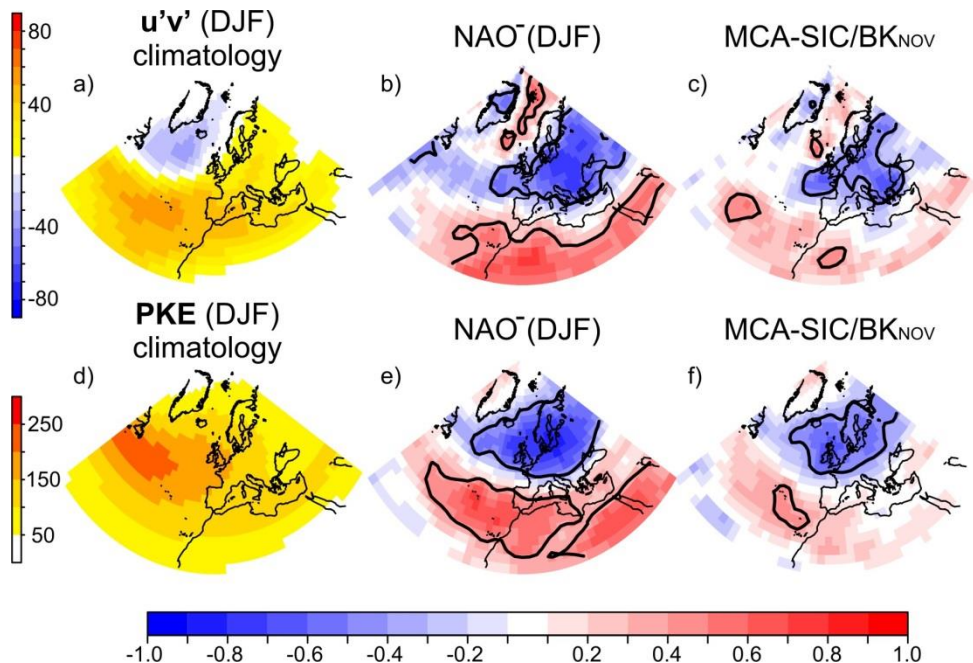 u'v' (DJF)
climatology
NAO⁻(DJF)
MCA-SIC/BKNOV
a)
b)
c)
80
40
0
-40
-80
PKE (DJF)
climatology
NAO⁻(DJF)
MCA-SIC/BKNOV
d)
e)
f)
250
150
50
-1.0 -0.8 -0.6 -0.4 -0.2 0.2 0.4 0.6 0.8 1.0